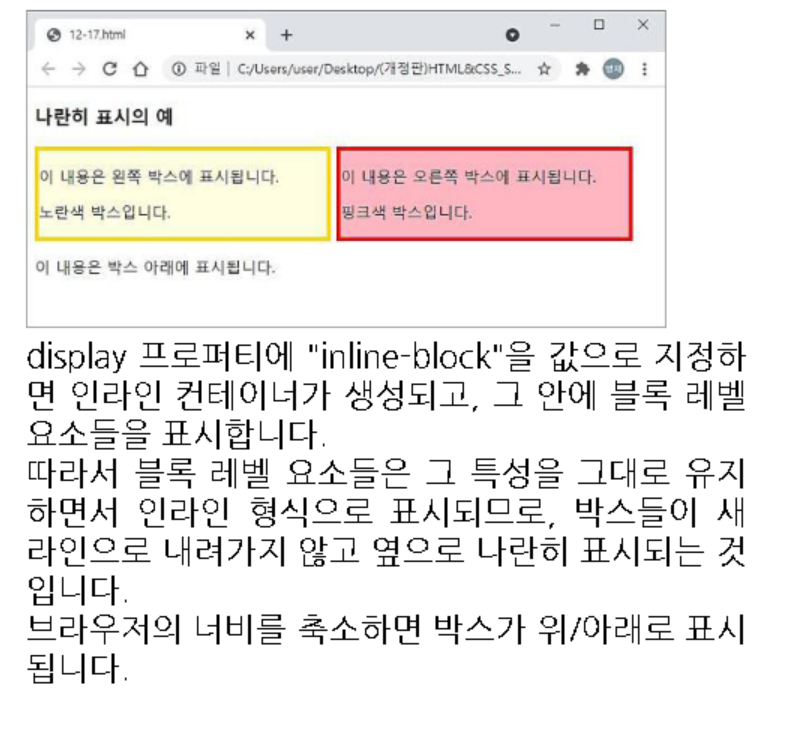 12-17.html
파일 | C:/Users/user/Desktop/(개정판)HTML&CSS_S...
나란히 표시의 예
이 내용은 왼쪽 박스에 표시됩니다.
노란색 박스입니다.
이 내용은 오른쪽 박스에 표시됩니다.
핑크색 박스입니다.
이 내용은 박스 아래에 표시됩니다.
display 프로퍼티에 "inline-block"을 값으로 지정하
면 인라인 컨테이너가 생성되고, 그 안에 블록 레벨
요소들을 표시합니다.
따라서 블록 레벨 요소들은 그 특성을 그대로 유지
하면서 인라인 형식으로 표시되므로, 박스들이 새
라인으로 내려가지 않고 옆으로 나란히 표시되는 것
입니다.
브라우저의 너비를 축소하면 박스가 위/아래로 표시
됩니다.